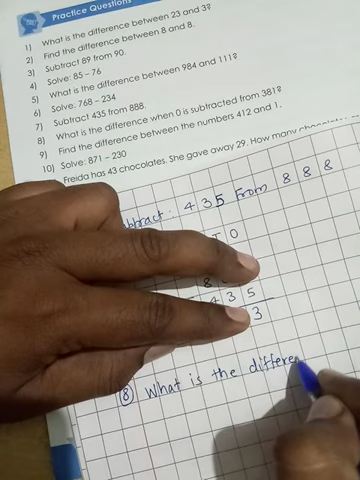 Practice Questions
1) What is the difference between 23 and 3?
2) Find the difference between 8 and 8.
3) Subtract 89 from 90.
4) Solve: 85 – 76
5) What is the difference between 984 and 111?
6) Solve. 768 – 234
7) Subtract 435 from 888.
8) What is the difference when 0 is subtracted from 381?
9) Find the difference between the numbers 412 and 1.
10) Solve: 871 – 230
Freida has 43 chocolates. She gave away 29. How many
: 435 from 888
T O
8
4 3 5
3
(8) What is the